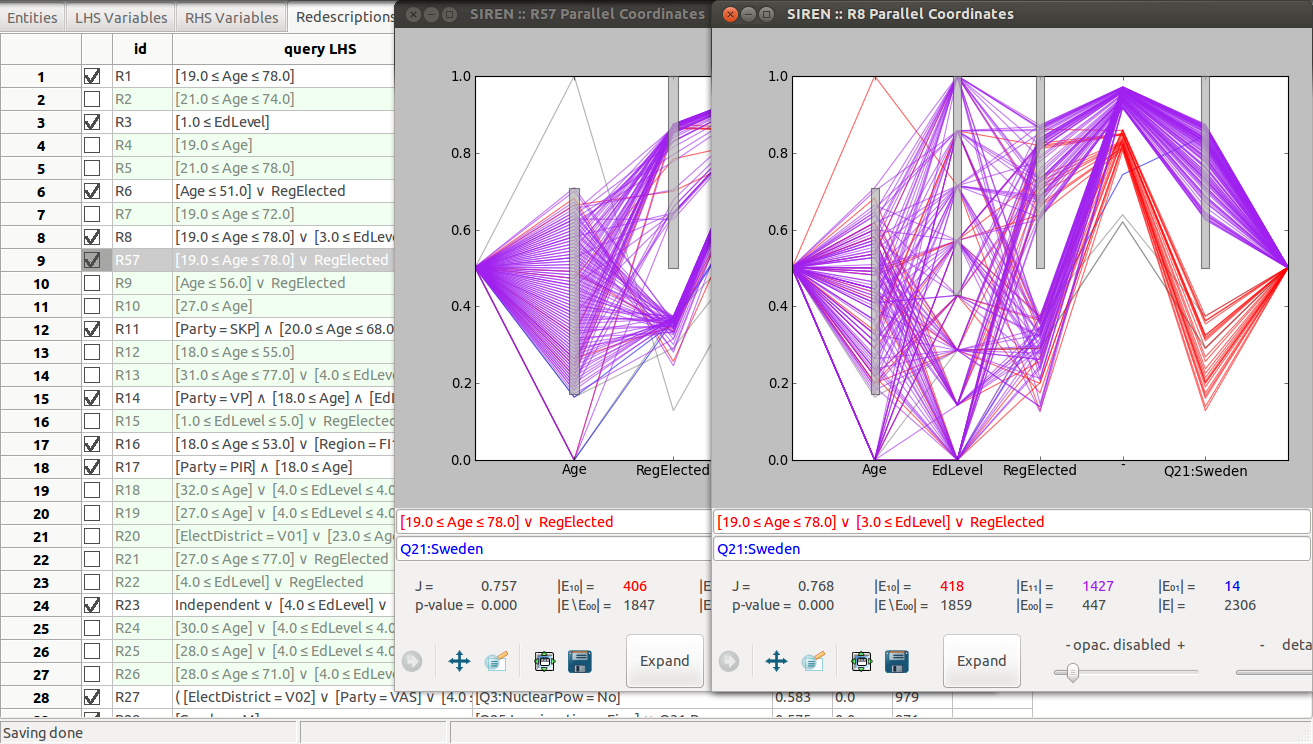 Entities LHS Variables RHS Variables Redescriptions
SIREN :: R57 Parallel Coordinates
SIREN :: R8 Parallel Coordinates
id query LHS
1 R1 [19.0 ≤ Age ≤ 78.0]
2 R2 [21.0 ≤ Age ≤ 74.0]
3 R3 [1.0 ≤ EdLevel]
4 R4 [19.0 ≤ Age]
5 R5 [21.0 ≤ Age ≤ 78.0]
6 R6 [Age ≤ 51.0] ∨ RegElected
7 R7 [19.0 ≤ Age ≤ 72.0]
8 R8 [19.0 ≤ Age ≤ 78.0] ∨ [3.0 ≤ EdLeve
9 R57 [19.0 ≤ Age ≤ 78.0] ∨ RegElected
10 R9 [Age ≤ 56.0] ∨ RegElected
11 R10 [27.0 ≤ Age]
12 R11 [Party = SKP] ∧ [20.0 ≤ Age ≤ 68.0
13 R12 [18.0 ≤ Age ≤ 55.0]
14 R13 [31.0 ≤ Age ≤ 77.0] ∨ [4.0 ≤ EdLe
15 R14 [Party = VP] ∧ [18.0 ≤ Age] ∧ [EdL
16 R15 [1.0 ≤ EdLevel ≤ 5.0] ∨ RegElected
17 R16 [18.0 ≤ Age ≤ 53.0] ∨ [Region = FI1
18 R17 [Party = PIR] ∧ [18.0 ≤ Age]
19 R18 [32.0 ≤ Age] ∨ [4.0 ≤ EdLevel ≤ 4.0
20 R19 [27.0 ≤ Age] ∨ [4.0 ≤ EdLevel ≤ 4.0
21 R20 [ElectDistrict = V01] ∨ [23.0 ≤ Ag
22 R21 [27.0 ≤ Age ≤ 77.0] ∨ RegElected
23 R22 [4.0 ≤ EdLevel] ∨ RegElected
24 R23 Independent ∨ [4.0 ≤ EdLevel] ∨
25 R24 [30.0 ≤ Age] ∨ [4.0 ≤ EdLevel ≤ 4.0
26 R25 [28.0 ≤ Age] ∨ [4.0 ≤ EdLevel ≤ 4.0
27 R26 [28.0 ≤ Age ≤ 71.0] ∨ [4.0 ≤ EdLe
28 R27 ( [ElectDistrict = V02] ∨ [Party = VAS] ∨ [4.0 ≤ [Q3:NuclearPow = No] 0.583 0.0 979
Saving done
1.0
0.8
0.6
0.4
0.2
0.0
Age RegElected
[19.0 ≤ Age ≤ 78.0] ∨ RegElected
Q21:Sweden
J = 0.757 |E₁₀| = 406 |E
p-value = 0.000 |E\E₀₀| = 1847 |E
Expand
1.0
0.8
0.6
0.4
0.2
0.0
Age EdLevel RegElected - Q21:Sweden
[19.0 ≤ Age ≤ 78.0] ∨ [3.0 ≤ EdLevel] ∨ RegElected
Q21:Sweden
J = 0.768 |E₁₀| = 418 |E₁₁| = 1427 |E₀₁| = 14
p-value = 0.000 |E\E₀₀| = 1859 |E₀₀| = 447 |E| = 2306
Expand - opac. disabled + - deta